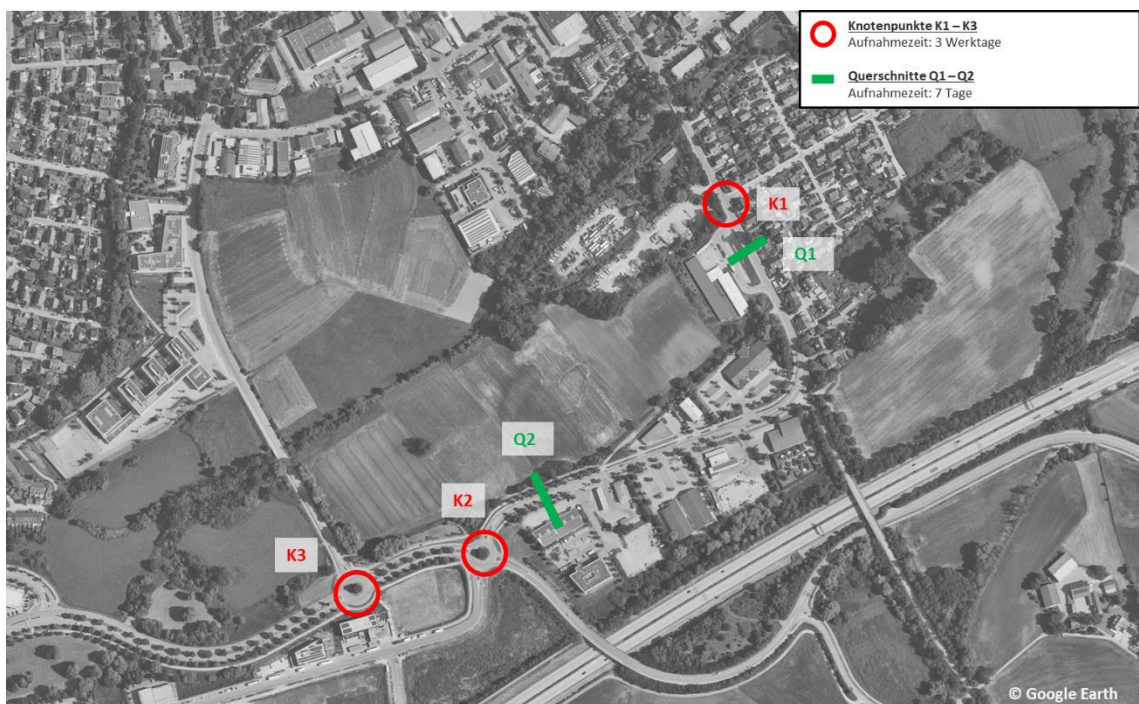 Knotenpunkte K1 – K3
Aufnahmezeit: 3 Werktage
Querschnitte Q1 – Q2
Aufnahmezeit: 7 Tage
K1
Q1
Q2
K2
K3
© Google Earth